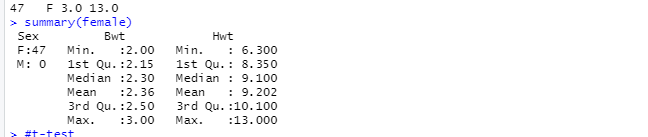 47   F 3.0 13.0
> summary(female)
 Sex         Bwt            Hwt
 F:47   Min.   :2.00   Min.   : 6.300
 M: 0   1st Qu.:2.15   1st Qu.: 8.350
        Median :2.30   Median : 9.100
        Mean   :2.36   Mean   : 9.202
        3rd Qu.:2.50   3rd Qu.:10.100
        Max.   :3.00   Max.   :13.000
> #t-test